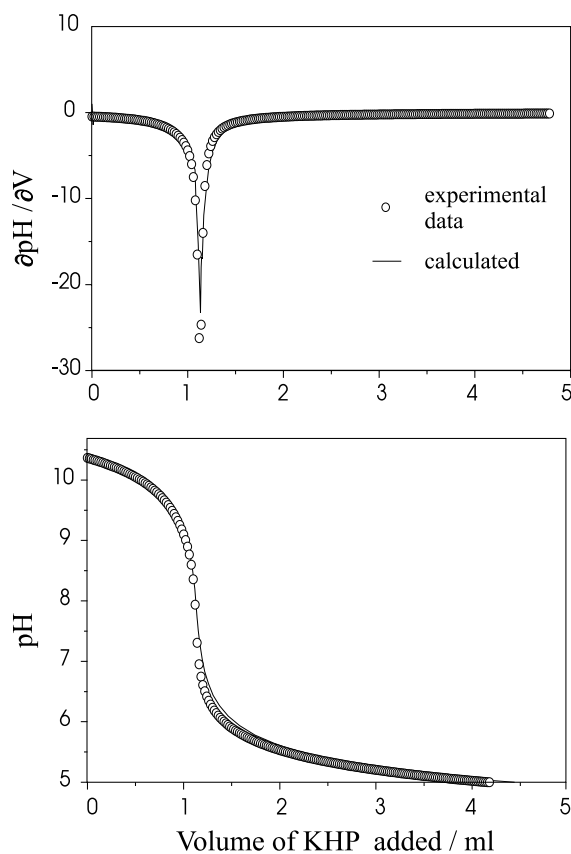 10
0
-10
-20
-30
∂pH/∂V
experimental
data
calculated
0 1 2 3 4 5
10
9
8
7
6
5
pH
0 1 2 3 4 5
Volume of KHP added / ml